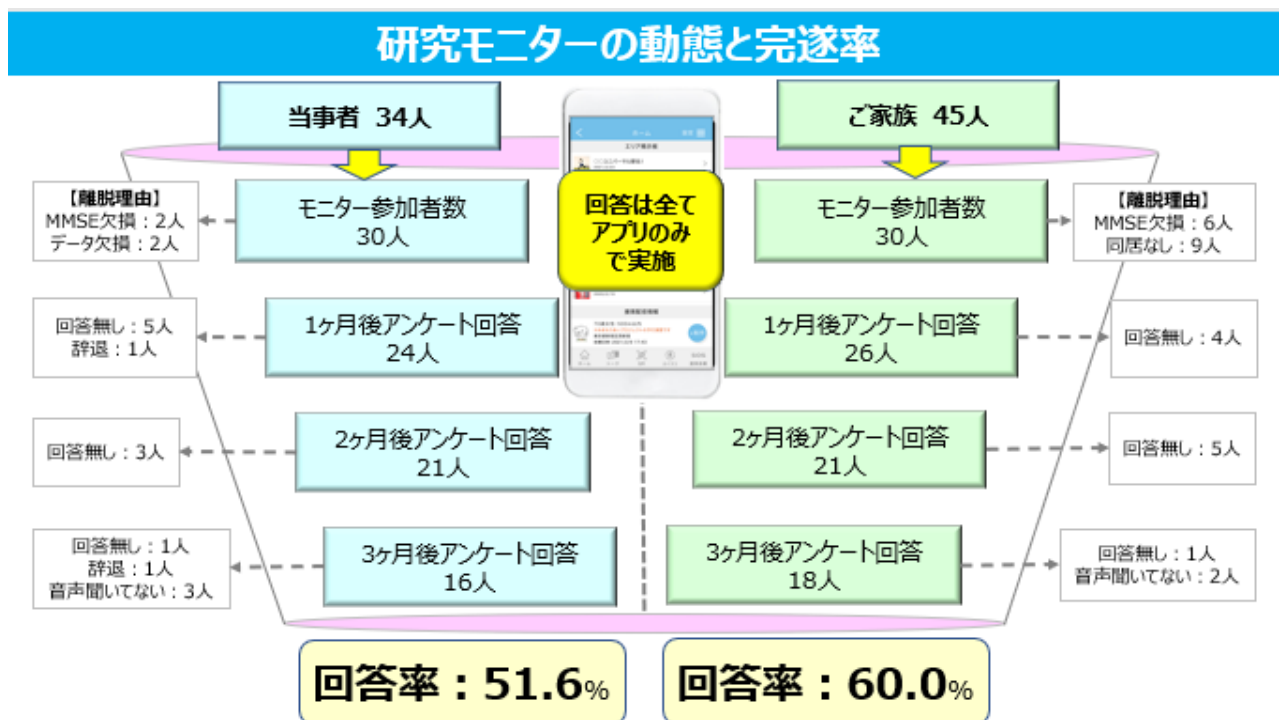 研究モニターの動態と完遂率
当事者 34人
ご家族 45人
【離脱理由】
MMSE欠損：2人
データ欠損：2人
モニター参加者数
30人
回答は全て
アプリのみ
で実施
モニター参加者数
30人
【離脱理由】
MMSE欠損：6人
同居なし：9人
回答無し：5人
辞退：1人
1ヶ月後アンケート回答
24人
1ヶ月後アンケート回答
26人
回答無し：4人
回答無し：3人
2ヶ月後アンケート回答
21人
2ヶ月後アンケート回答
21人
回答無し：5人
回答無し：1人
辞退：1人
音声聞いてない：3人
3ヶ月後アンケート回答
16人
3ヶ月後アンケート回答
18人
回答無し：1人
音声聞いてない：2人
回答率：51.6%
回答率：60.0%
ホーム